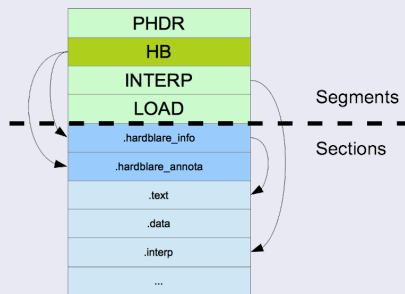 PHDR
HB
INTERP
LOAD
Segments
Sections
.hardblare_info
.hardblare_annota
.text
.data
.interp
...